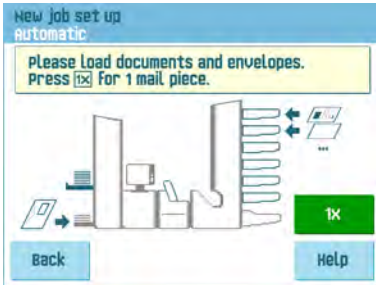 New job set up
Automatic
Please load documents and envelopes.
Press 1x for 1 mail piece.
...
1x
Back
Help